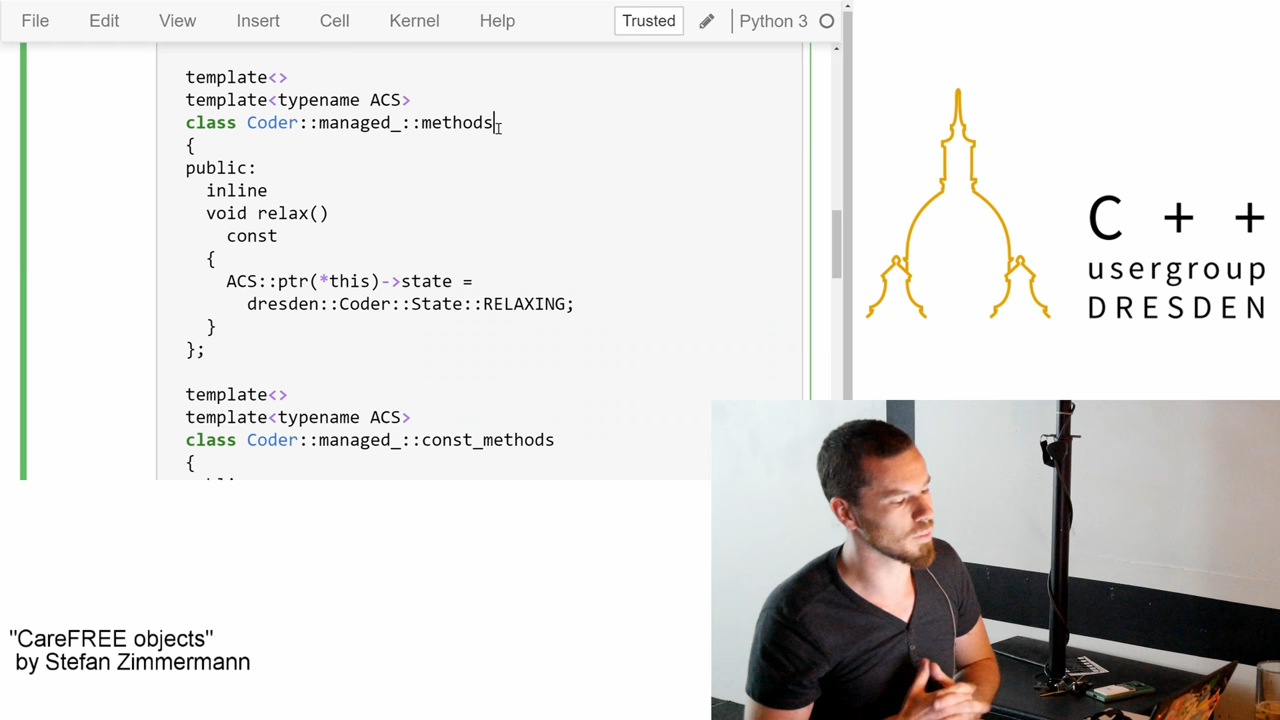 File Edit View Insert Cell Kernel Help Trusted Python 3
template<>
template<typename ACS>
class Coder::managed_::methods
{
public:
inline
void relax()
const
{
ACS::ptr(*this)->state =
dresden::Coder::State::RELAXING;
}
};
template<>
template<typename ACS>
class Coder::managed_::const_methods
{
C + +
usergroup
DRESDEN
"CareFREE objects"
by Stefan Zimmermann